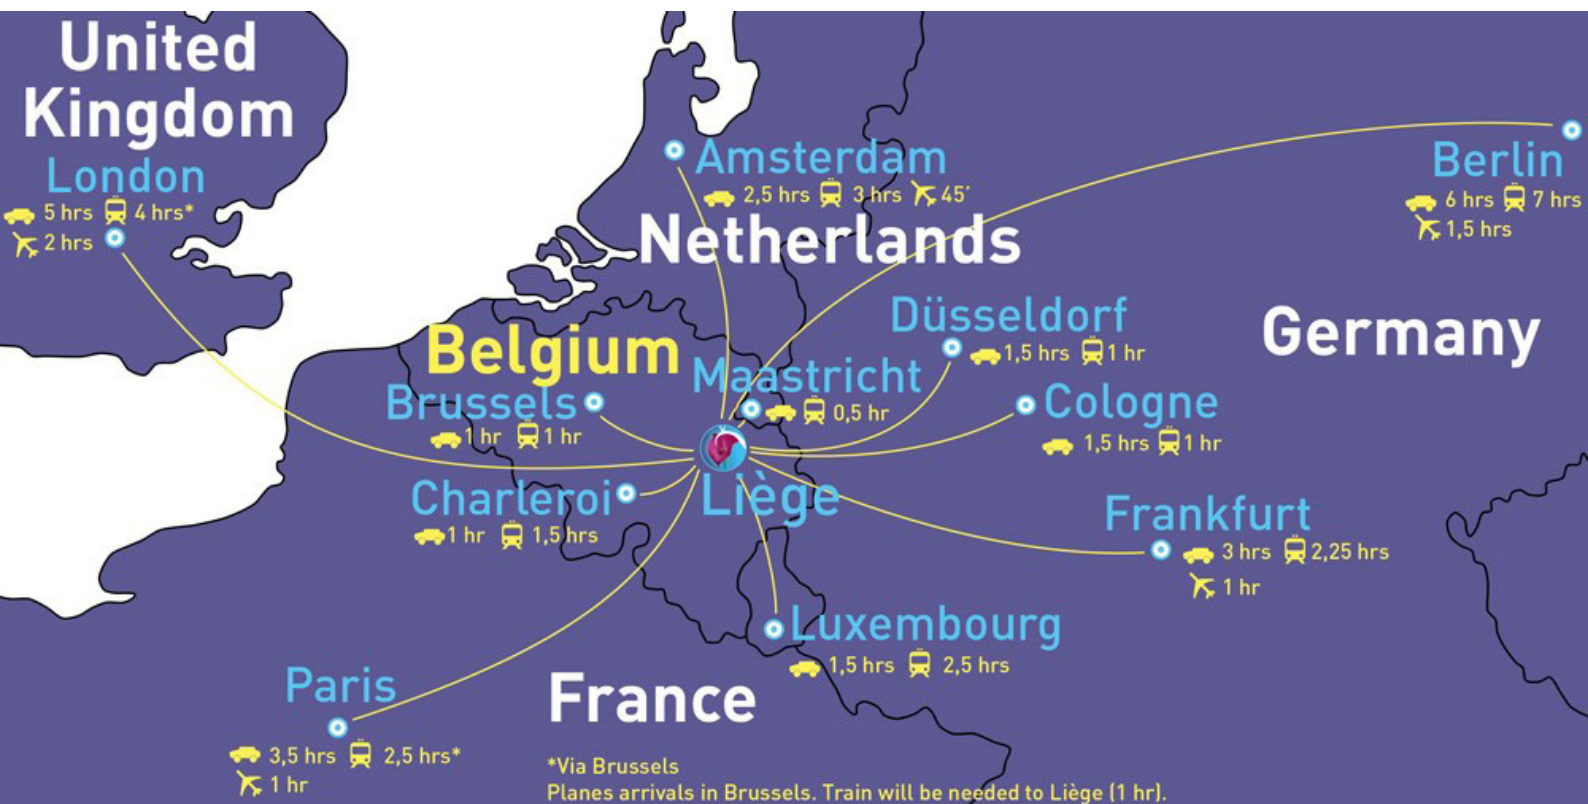 United
Kingdom
London
5 hrs 4 hrs*
2 hrs
Amsterdam
2,5 hrs 3 hrs 45'
Netherlands
Berlin
6 hrs 7 hrs
1,5 hrs
Germany
Düsseldorf
1,5 hrs 1 hr
Belgium
Maastricht
0,5 hr
Brussels
1 hr 1 hr
Cologne
1,5 hrs 1 hr
Charleroi
1 hr 1,5 hrs
Liège
Frankfurt
3 hrs 2,25 hrs
1 hr
Luxembourg
1,5 hrs 2,5 hrs
Paris
3,5 hrs 2,5 hrs*
1 hr
France
*Via Brussels
Planes arrivals in Brussels. Train will be needed to Liège (1 hr).